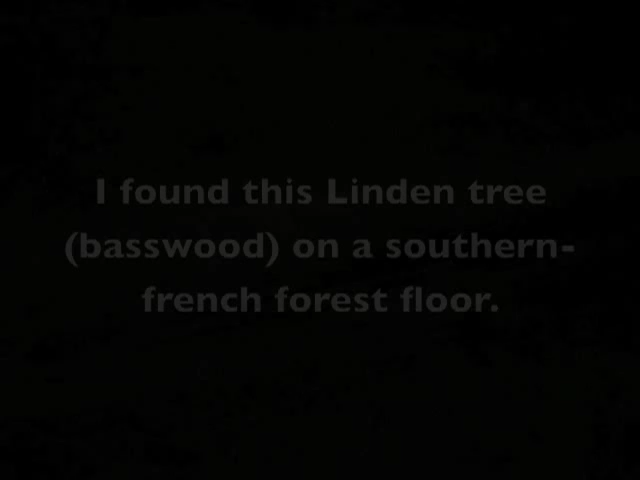 I found this Linden tree
(basswood) on a southern-
french forest floor.